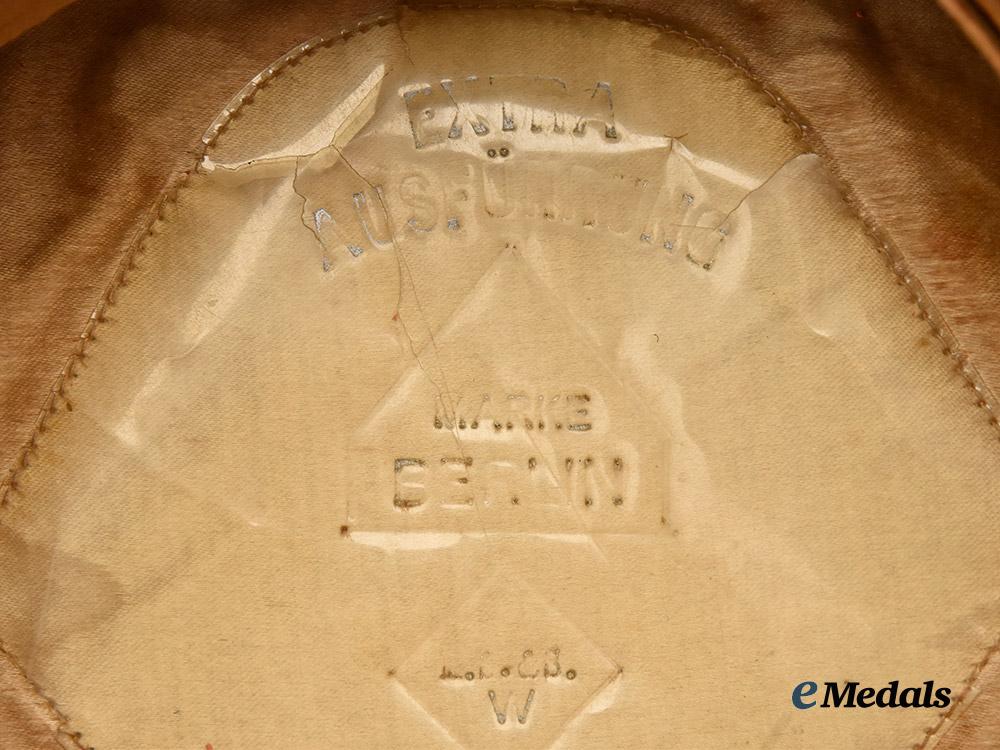 EXTRA
AUSFÜHRUNG
MARKE
BERLIN
W
eMedals